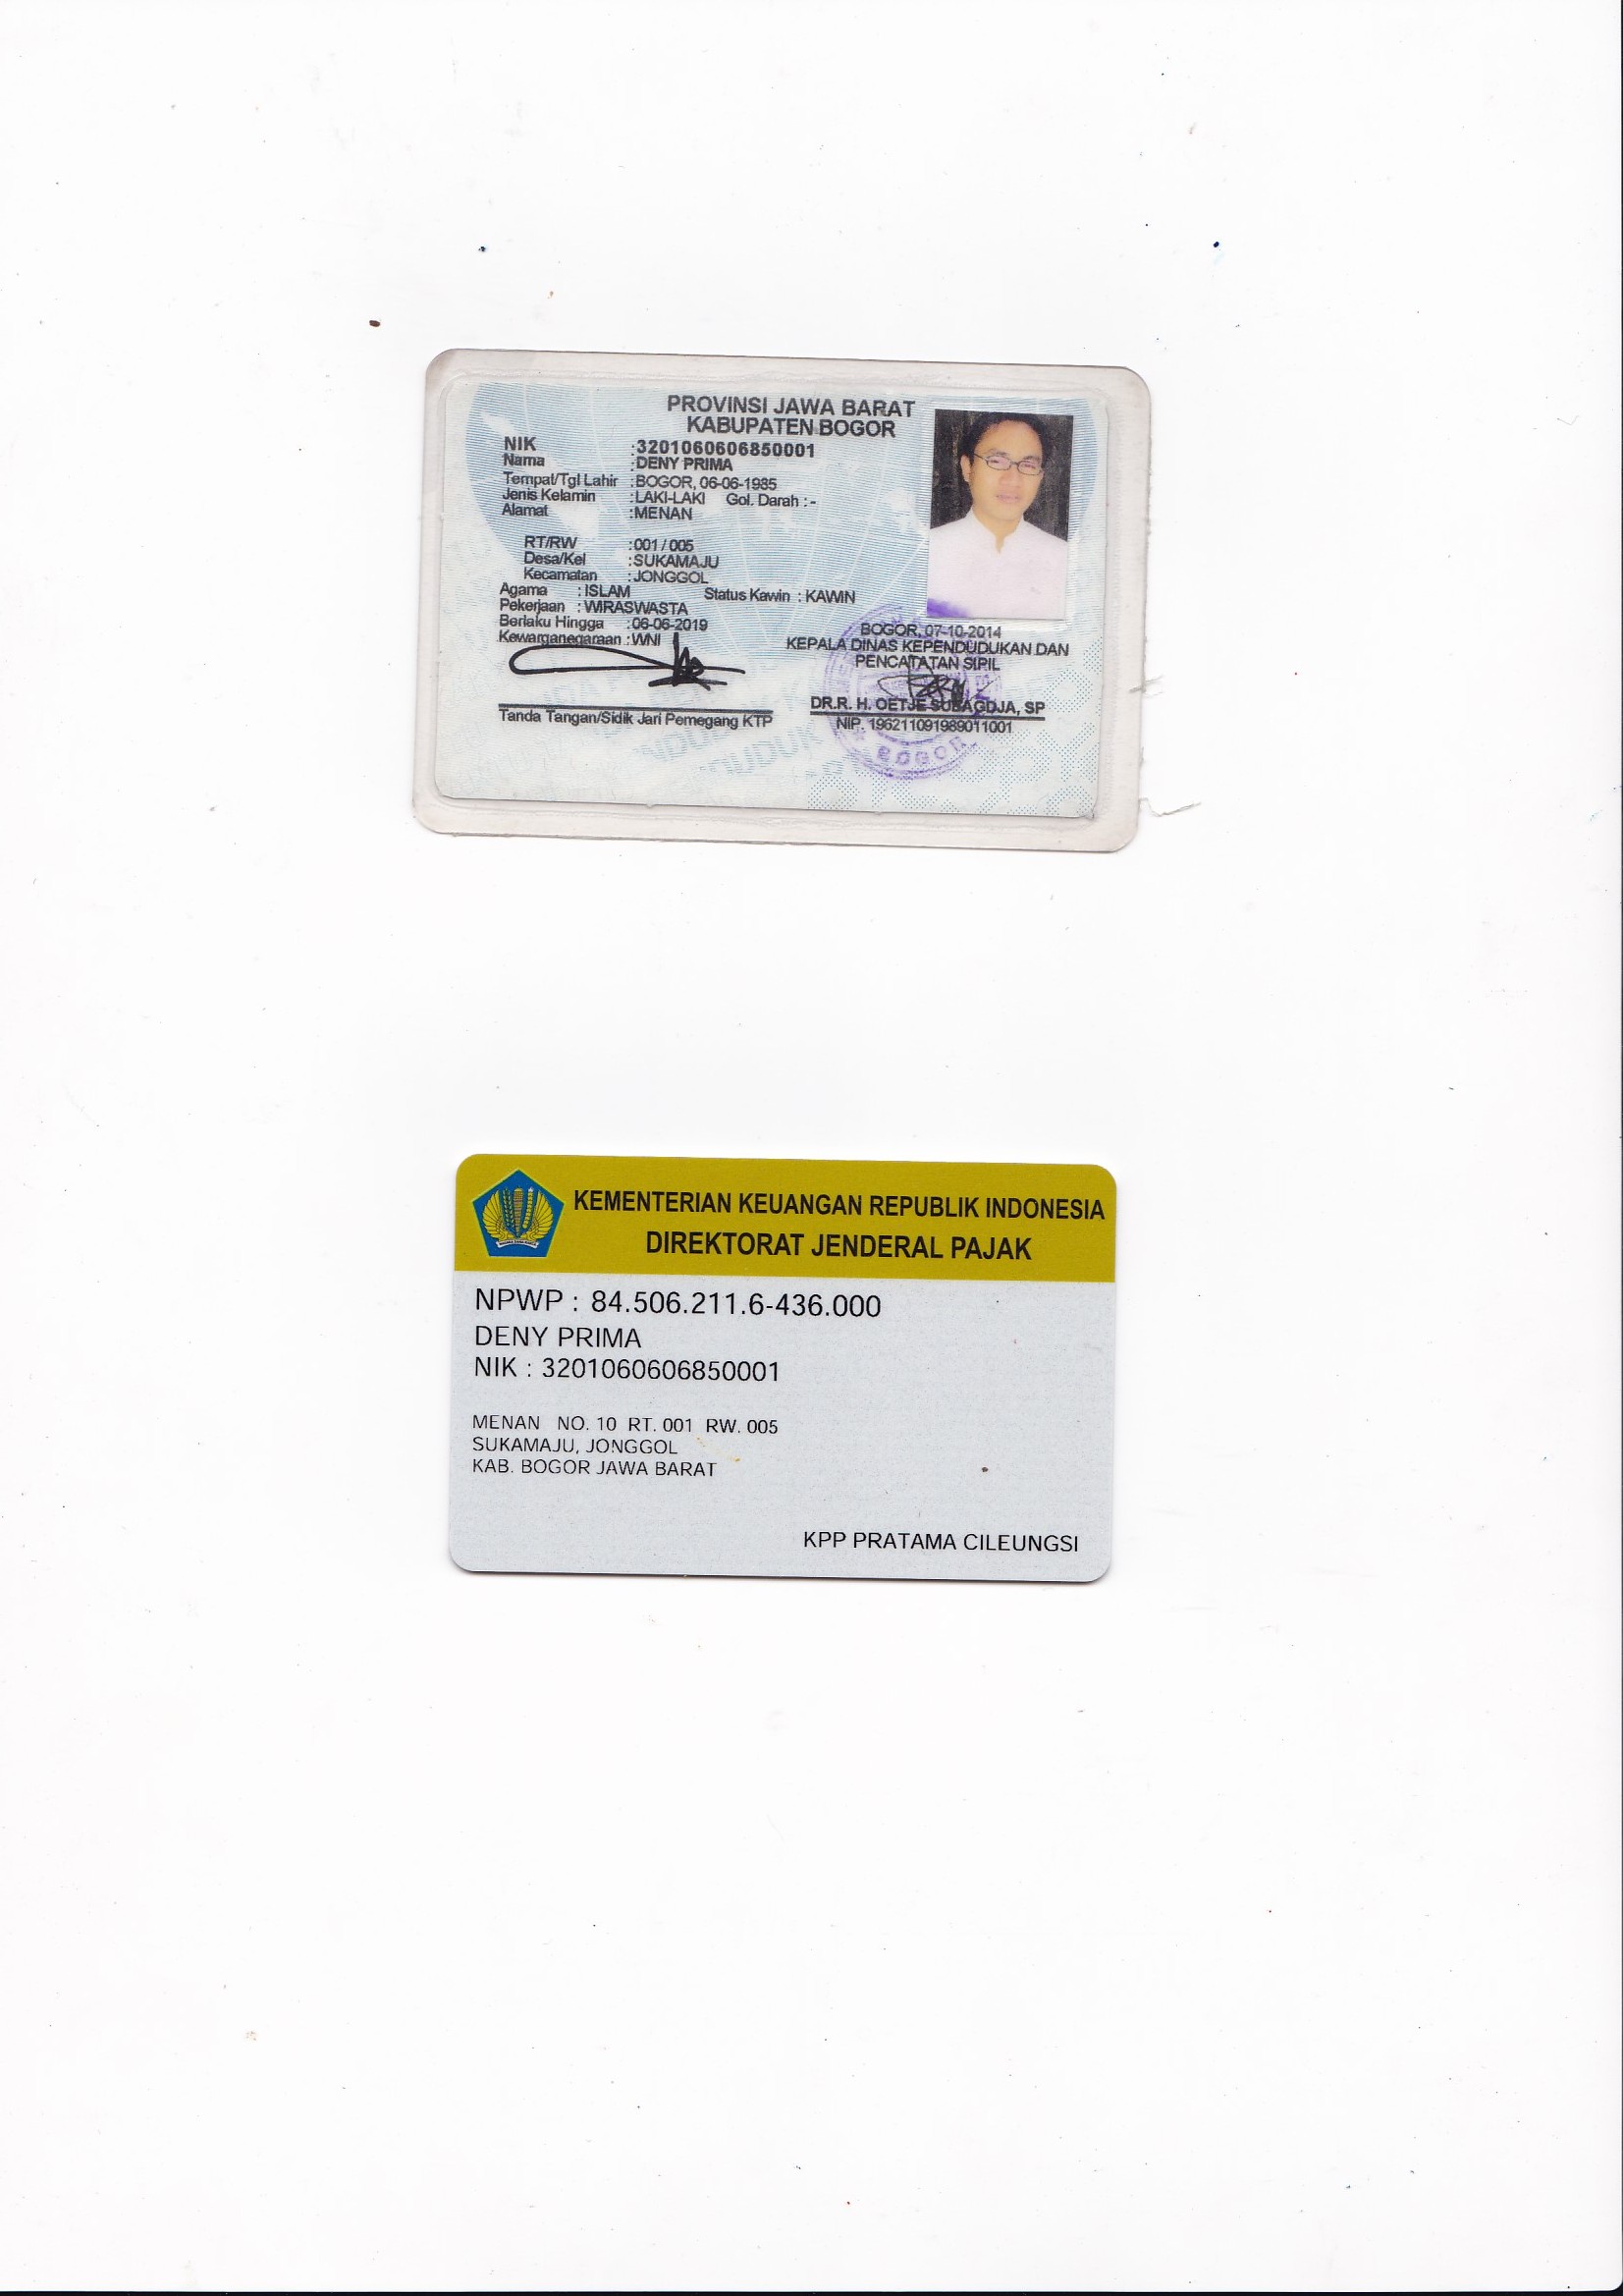 PROVINSI JAWA BARAT
KABUPATEN BOGOR
NIK :3201060606850001
Nama :DENY PRIMA
Tempat/Tgl Lahir :BOGOR, 06-06-1985
Jenis Kelamin :LAKI-LAKI Gol. Darah :-
Alamat :MENAN
RT/RW :001 / 005
Desa/Kel :SUKAMAJU
Kecamatan :JONGGOL
Agama : ISLAM Status Kawin : KAWIN
Pekerjaan : WIRASWASTA
Berlaku Hingga :06-06-2019
Kewarganegaraan :WNI
Tanda Tangan/Sidik Jari Pemegang KTP
BOGOR, 07-10-2014
KEPALA DINAS KEPENDUDUKAN DAN
PENCATATAN SIPIL
DR.R. H. OETJE SUBAGDJA, SP
NIP. 196211091989011001
BOGOR
KEMENTERIAN KEUANGAN REPUBLIK INDONESIA
DIREKTORAT JENDERAL PAJAK
NPWP : 84.506.211.6-436.000
DENY PRIMA
NIK : 3201060606850001
MENAN NO. 10 RT. 001 RW. 005
SUKAMAJU, JONGGOL
KAB. BOGOR JAWA BARAT
KPP PRATAMA CILEUNGSI